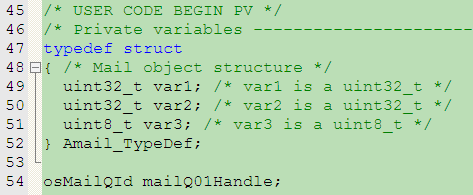 45 /* USER CODE BEGIN PV */
46 /* Private variables ----------------------
47 typedef struct
48 { /* Mail object structure */
49 uint32_t var1; /* var1 is a uint32_t */
50 uint32_t var2; /* var2 is a uint32_t */
51 uint8_t var3; /* var3 is a uint8_t */
52 } Amail_TypeDef;
53
54 osMailQId mailQ01Handle;